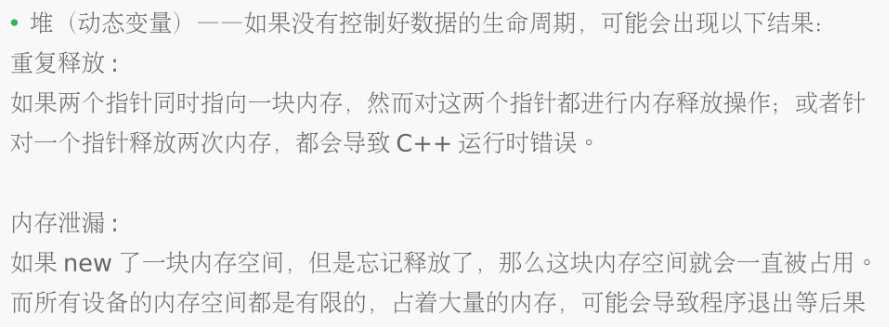 • 堆（动态变量）——如果没有控制好数据的生命周期，可能会出现以下结果：
重复释放：
如果两个指针同时指向一块内存，然而对这两个指针都进行内存释放操作；或者针
对一个指针释放两次内存，都会导致 C++ 运行时错误。
内存泄漏：
如果 new 了一块内存空间，但是忘记释放了，那么这块内存空间就会一直被占用。
而所有设备的内存空间都是有限的，占着大量的内存，可能会导致程序退出等后果